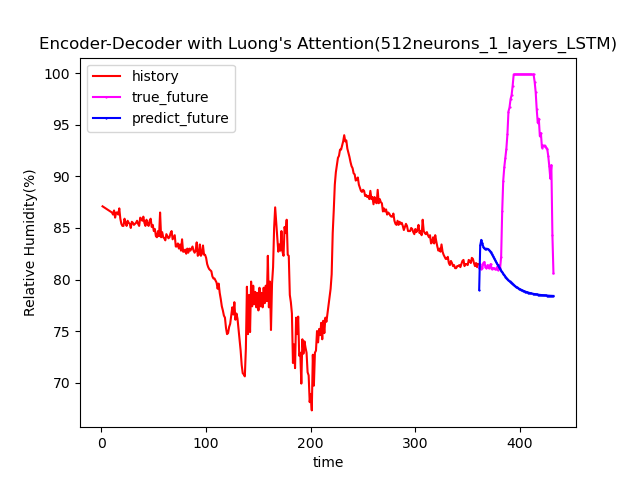 Encoder-Decoder with Luong's Attention(512neurons_1_layers_LSTM)
history
true_future
predict_future
Relative Humidity(%)
100
95
90
85
80
75
70
0 100 200 300 400
time